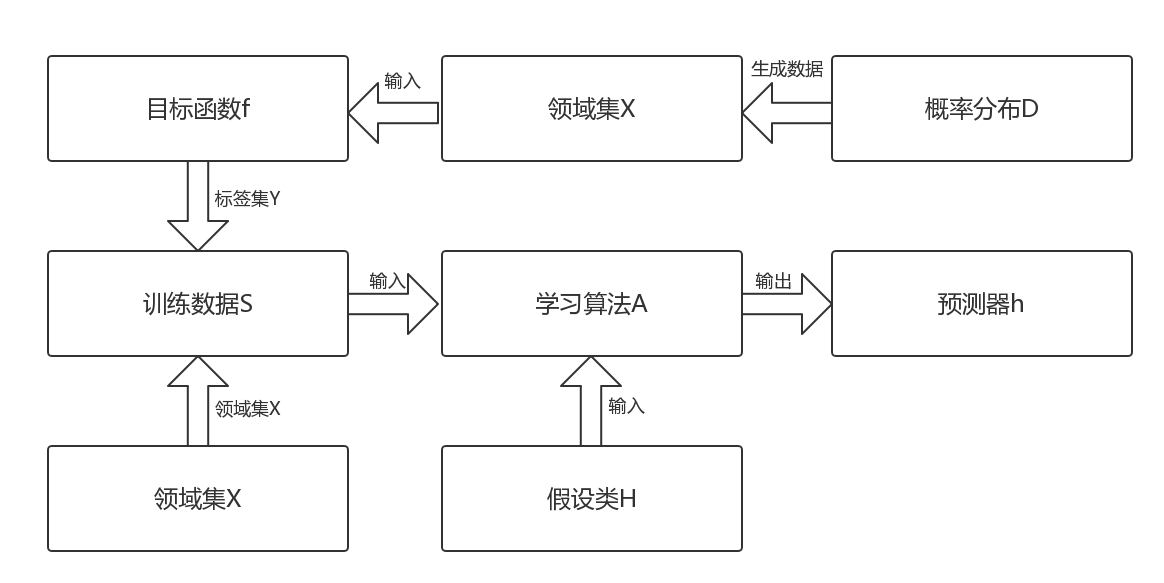 目标函数f
输入
领域集X
生成数据
概率分布D
标签集Y
训练数据S
输入
学习算法A
输出
预测器h
领域集X
输入
领域集X
假设类H